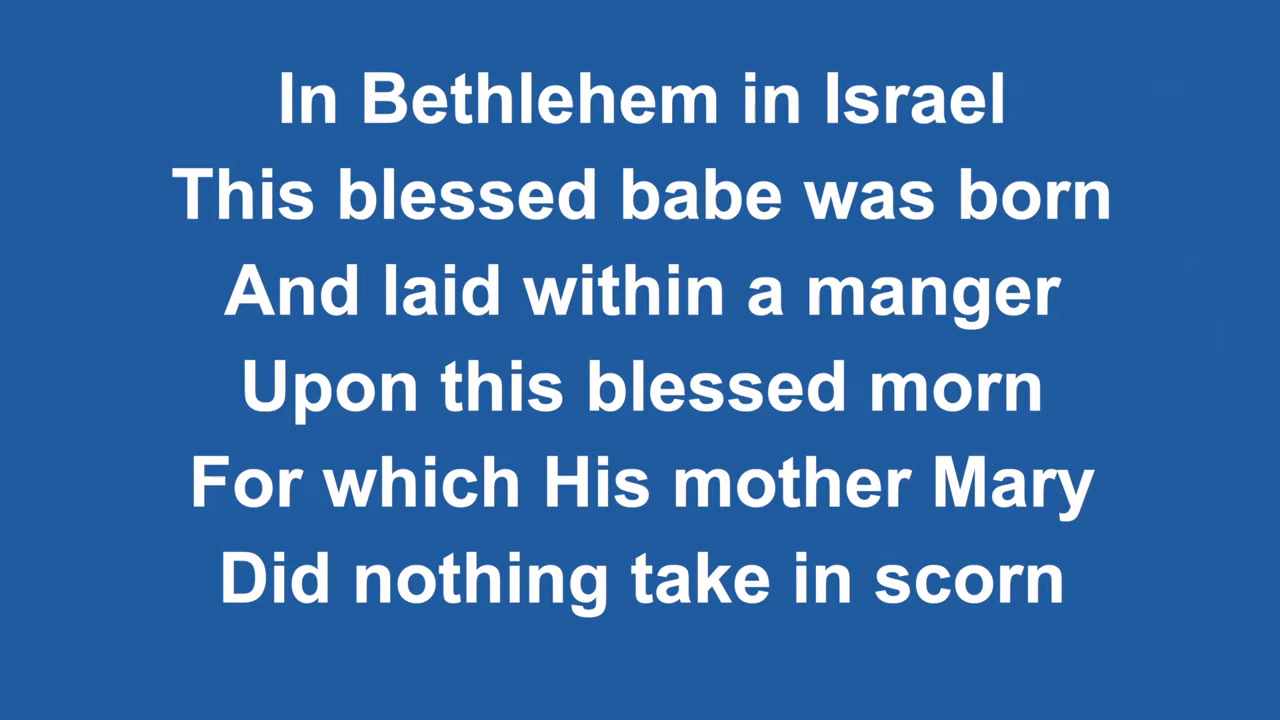 In Bethlehem in Israel
This blessed babe was born
And laid within a manger
Upon this blessed morn
For which His mother Mary
Did nothing take in scorn